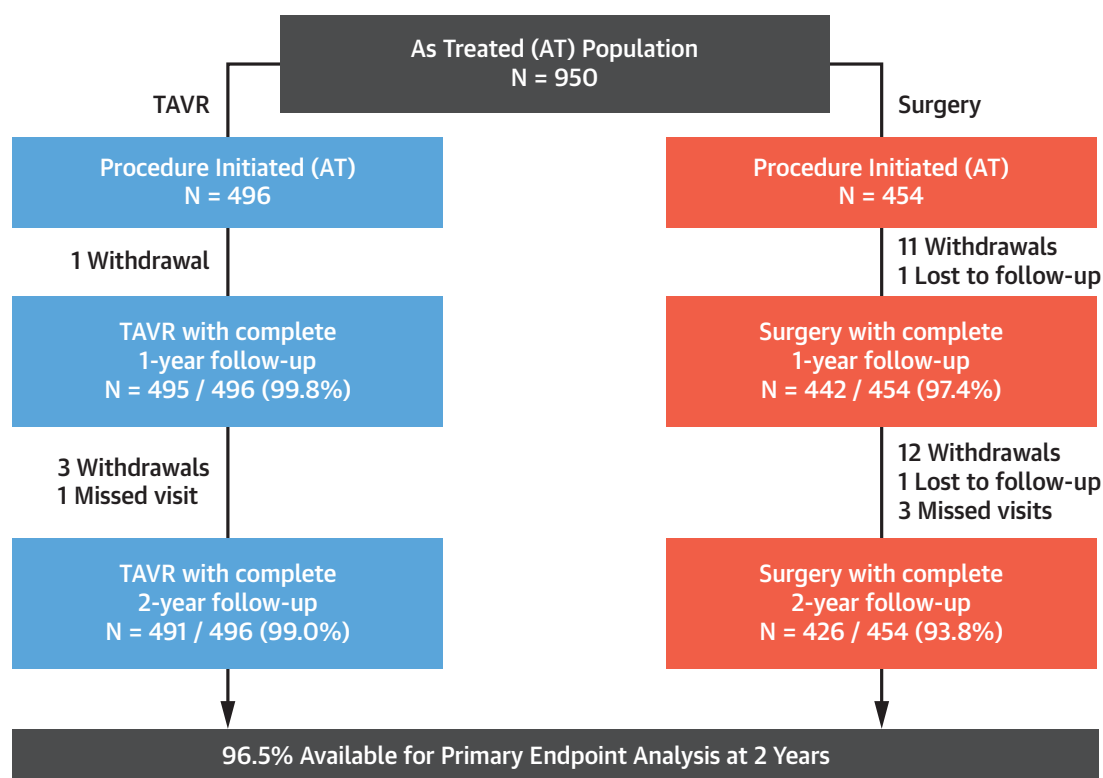 As Treated (AT) Population
N = 950
TAVR
Surgery
Procedure Initiated (AT)
N = 496
Procedure Initiated (AT)
N = 454
1 Withdrawal
11 Withdrawals
1 Lost to follow-up
TAVR with complete
1-year follow-up
N = 495 / 496 (99.8%)
Surgery with complete
1-year follow-up
N = 442 / 454 (97.4%)
3 Withdrawals
1 Missed visit
12 Withdrawals
1 Lost to follow-up
3 Missed visits
TAVR with complete
2-year follow-up
N = 491 / 496 (99.0%)
Surgery with complete
2-year follow-up
N = 426 / 454 (93.8%)
96.5% Available for Primary Endpoint Analysis at 2 Years